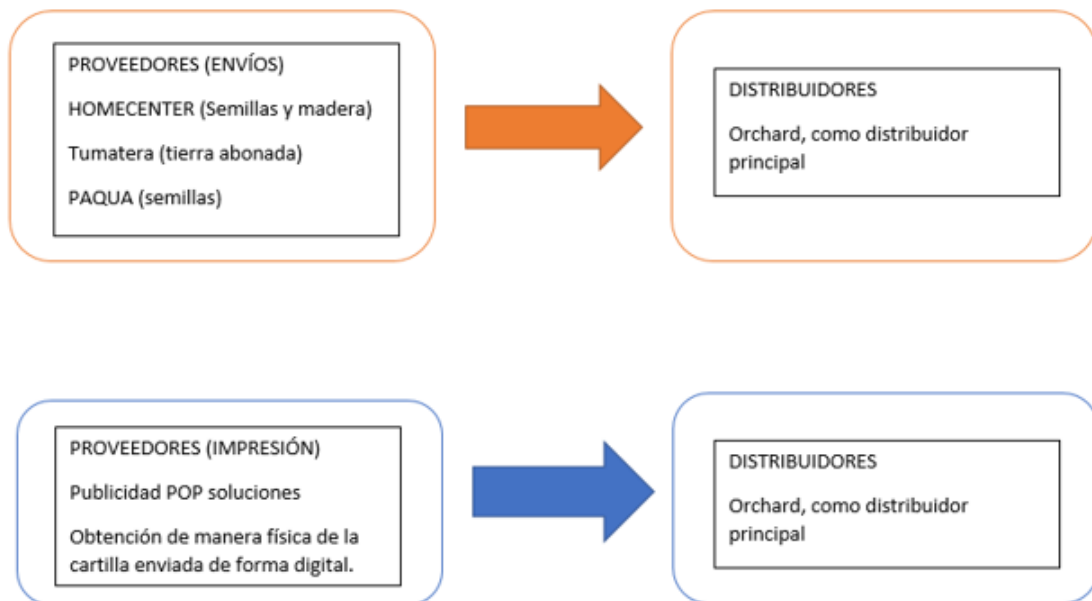 PROVEEDORES (ENVÍOS)
HOMECENTER (Semillas y madera)
Tumatera (tierra abonada)
PAQUA (semillas)
DISTRIBUIDORES
Orchard, como distribuidor
principal
PROVEEDORES (IMPRESIÓN)
Publicidad POP soluciones
Obtención de manera física de la
cartilla enviada de forma digital.
DISTRIBUIDORES
Orchard, como distribuidor
principal